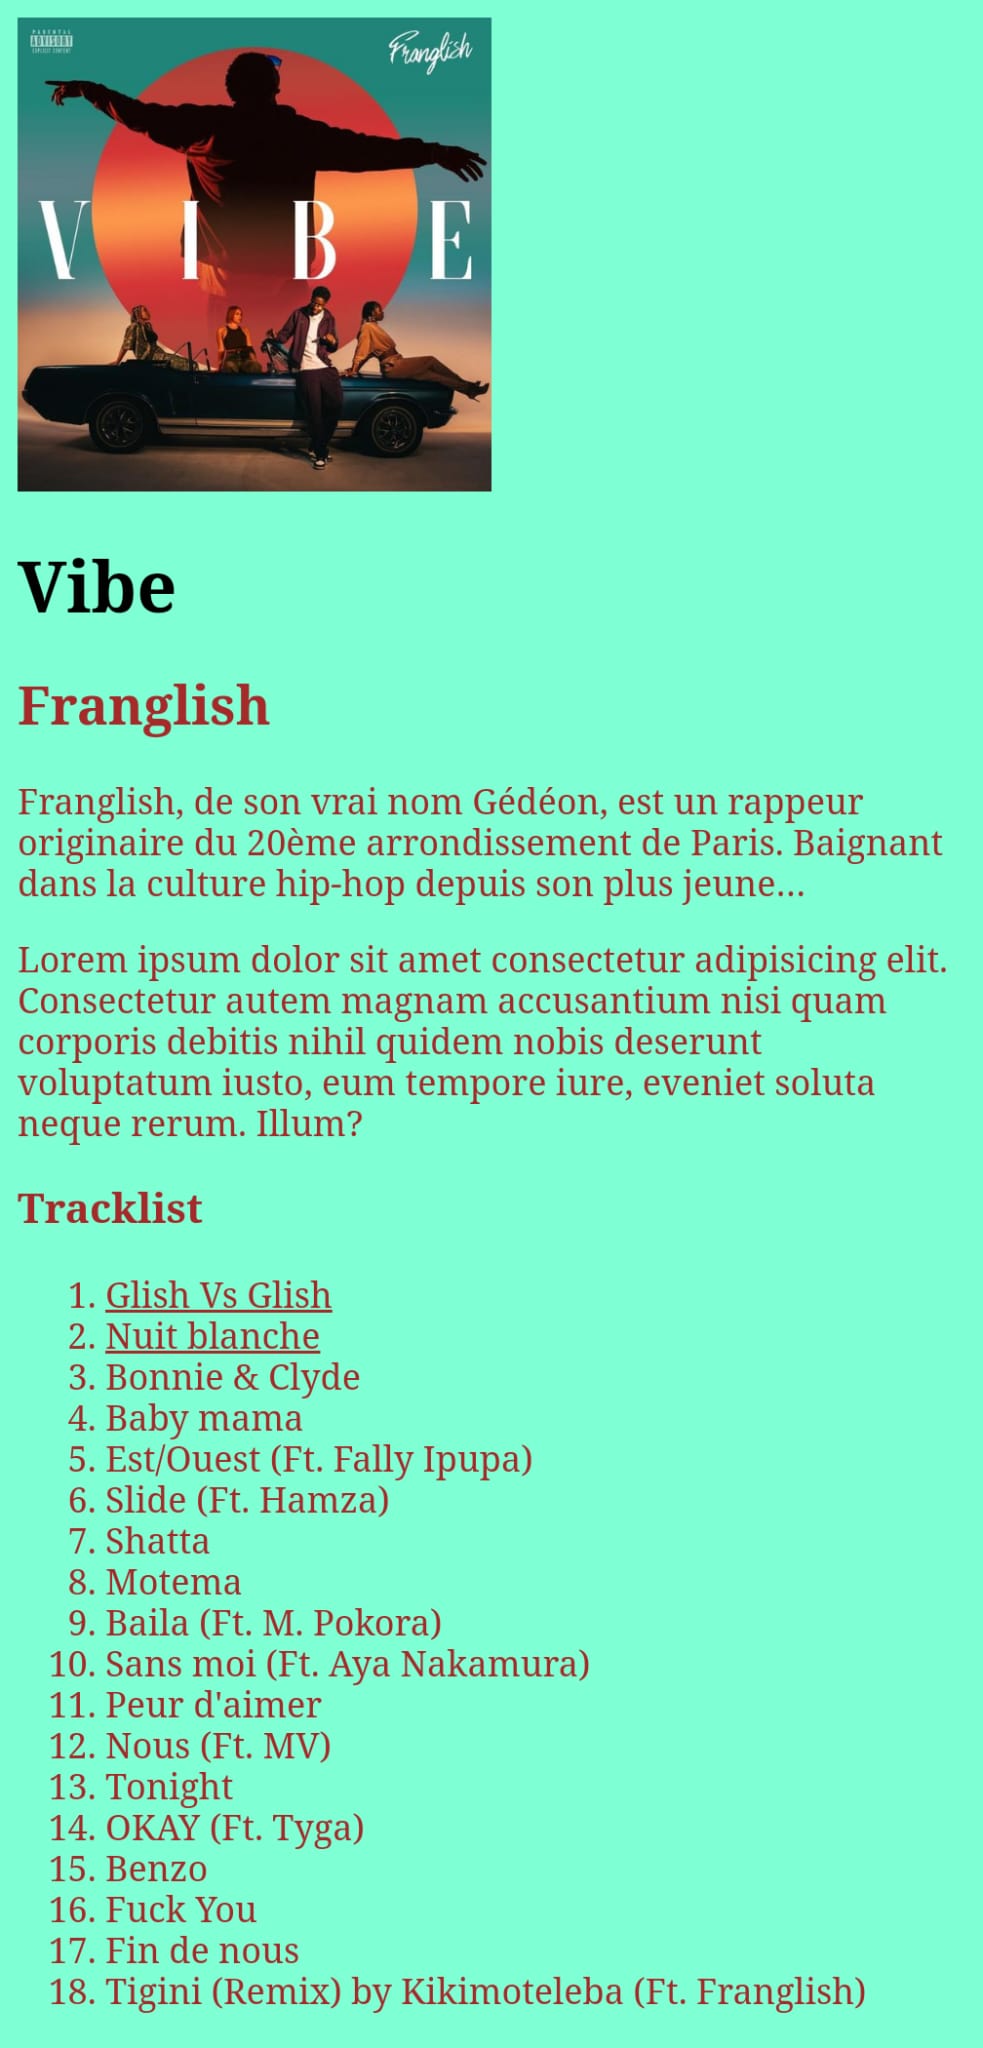 PARENTAL
ADVISORY
EXPLICIT CONTENT
Franglish
V I B E
Vibe
Franglish
Franglish, de son vrai nom Gédéon, est un rappeur
originaire du 20ème arrondissement de Paris. Baignant
dans la culture hip-hop depuis son plus jeune...
Lorem ipsum dolor sit amet consectetur adipisicing elit.
Consectetur autem magnam accusantium nisi quam
corporis debitis nihil quidem nobis deserunt
voluptatum iusto, eum tempore iure, eveniet soluta
neque rerum. Illum?
Tracklist
1. Glish Vs Glish
2. Nuit blanche
3. Bonnie & Clyde
4. Baby mama
5. Est/Ouest (Ft. Fally Ipupa)
6. Slide (Ft. Hamza)
7. Shatta
8. Motema
9. Baila (Ft. M. Pokora)
10. Sans moi (Ft. Aya Nakamura)
11. Peur d'aimer
12. Nous (Ft. MV)
13. Tonight
14. OKAY (Ft. Tyga)
15. Benzo
16. Fuck You
17. Fin de nous
18. Tigini (Remix) by Kikimoteleba (Ft. Franglish)